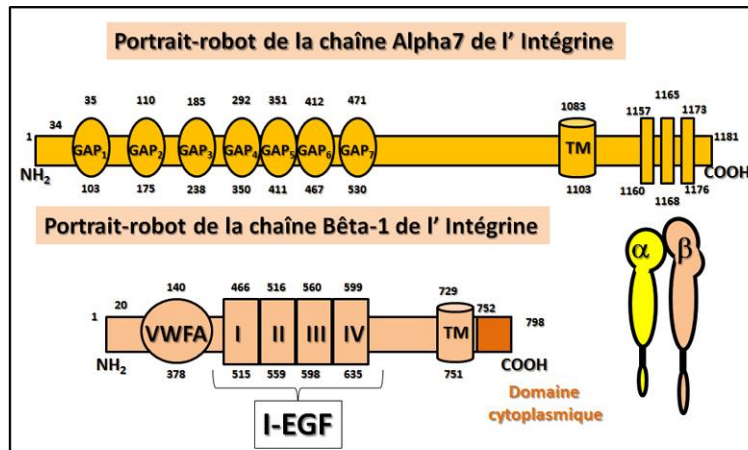 Portrait-robot de la chaîne Alpha7 de l’ Intégrine
35 110 185 292 351 412 471 1083 1157 1165 1173
1 34 1181
GAP1 GAP2 GAP3 GAP4 GAP5 GAP6 GAP7 TM
NH2 COOH
103 175 238 350 411 467 530 1103 1160 1168 1176
Portrait-robot de la chaîne Bêta-1 de l’ Intégrine
α β
140 466 516 560 599 729
1 20 752 798
VWFA I II III IV TM
NH2 COOH
378 515 559 598 635 751
Domaine
cytoplasmique
I-EGF